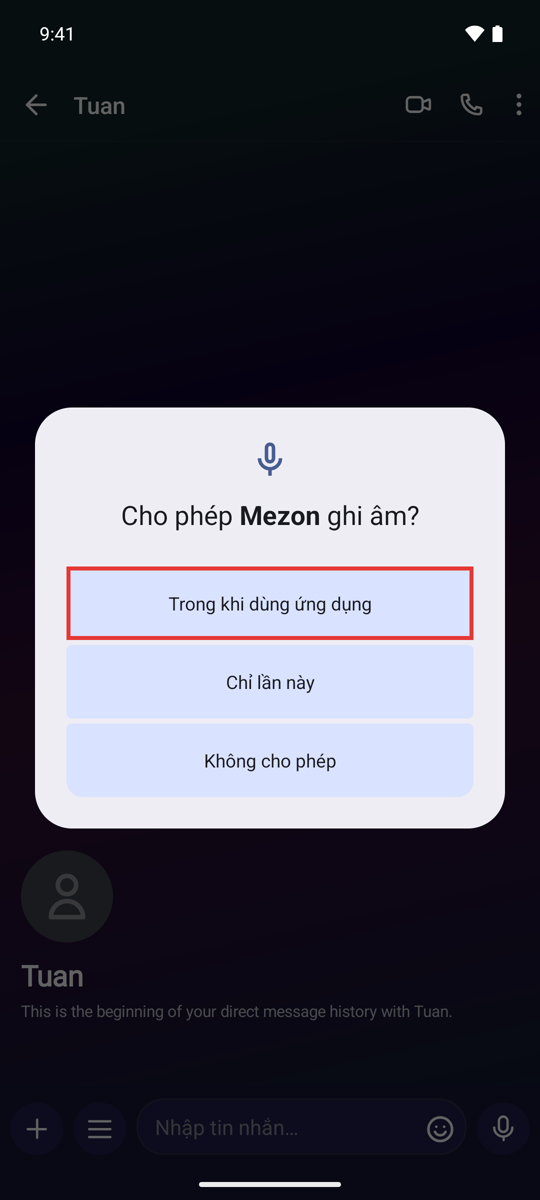 9:41
Tuan
Cho phép Mezon ghi âm?
Trong khi dùng ứng dụng
Chỉ lần này
Không cho phép
Tuan
This is the beginning of your direct message history with Tuan.
Nhập tin nhắn...